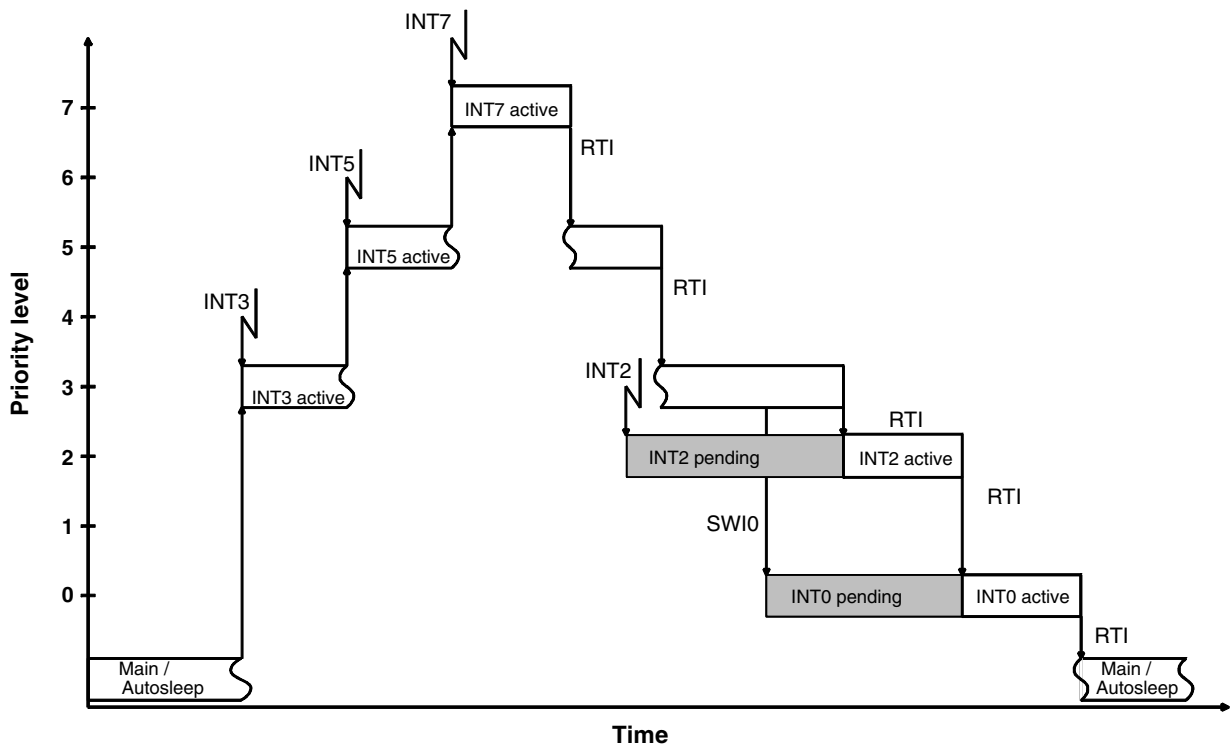 INT7
7
INT7 active
RTI
INT5
6
5
INT5 active
RTI
INT3
4
Priority level
3
INT3 active
INT2
RTI
2
INT2 pending
INT2 active
RTI
1
SWI0
0
INT0 pending
INT0 active
RTI
Main /
Autosleep
Main /
Autosleep
Time